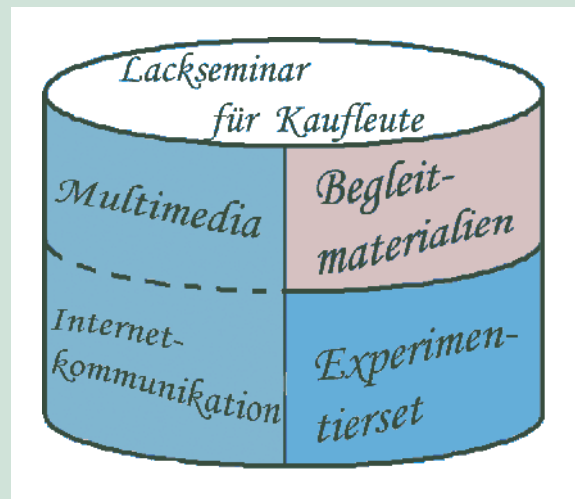 Lackseminar
für Kaufleute
Multimedia
Begleit-
materialien
Internet-
kommunikation
Experimen-
tierset